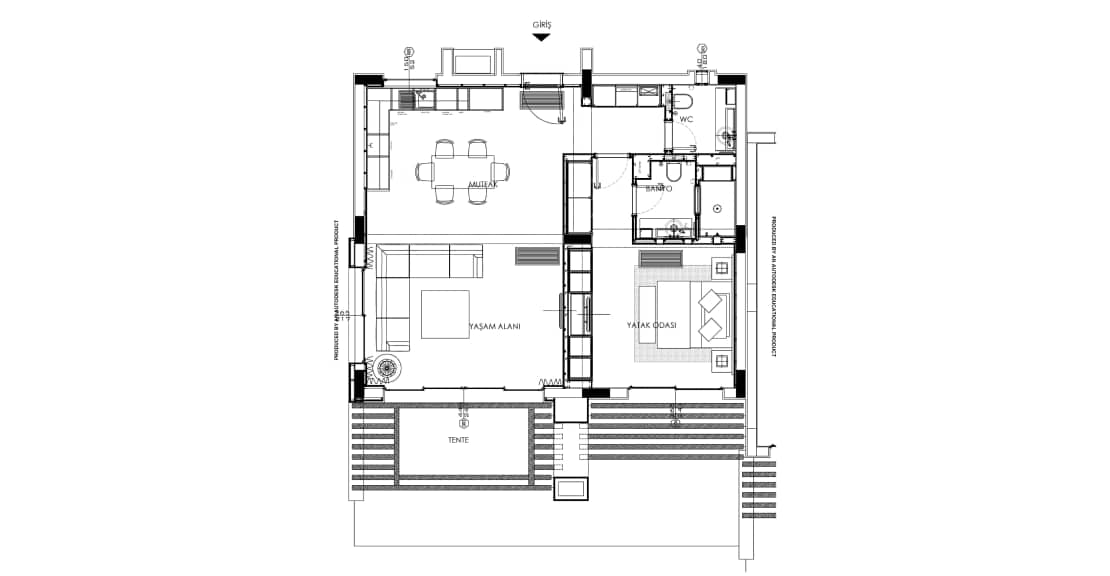 GİRİŞ
WC
MUTFAK
BANYO
YAŞAM ALANI
YATAK ODASI
TENTE
PRODUCED BY AN AUTODESK EDUCATIONAL PRODUCT
PRODUCED BY AN AUTODESK EDUCATIONAL PRODUCT